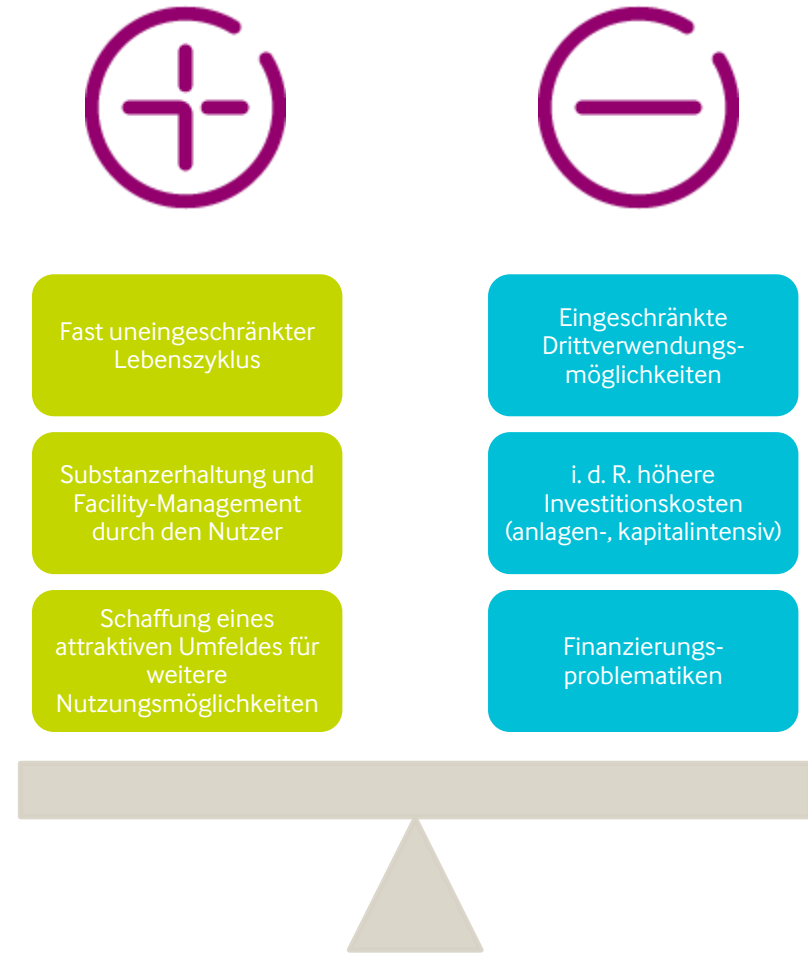 Fast uneingeschränkter
Lebenszyklus
Substanzerhaltung und
Facility-Management
durch den Nutzer
Schaffung eines
attraktiven Umfeldes für
weitere
Nutzungsmöglichkeiten
Eingeschränkte
Drittverwendungs-
möglichkeiten
i. d. R. höhere
Investitionskosten
(anlagen-, kapitalintensiv)
Finanzierungs-
problematiken